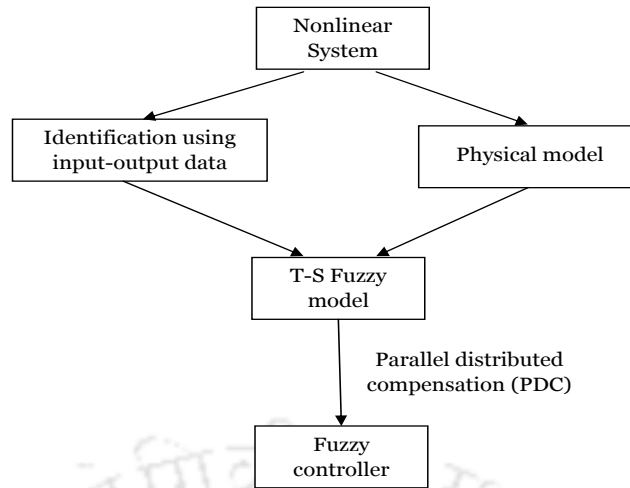 Nonlinear
System
Identification using
input-output data
Physical model
T-S Fuzzy
model
Parallel distributed
compensation (PDC)
Fuzzy
controller